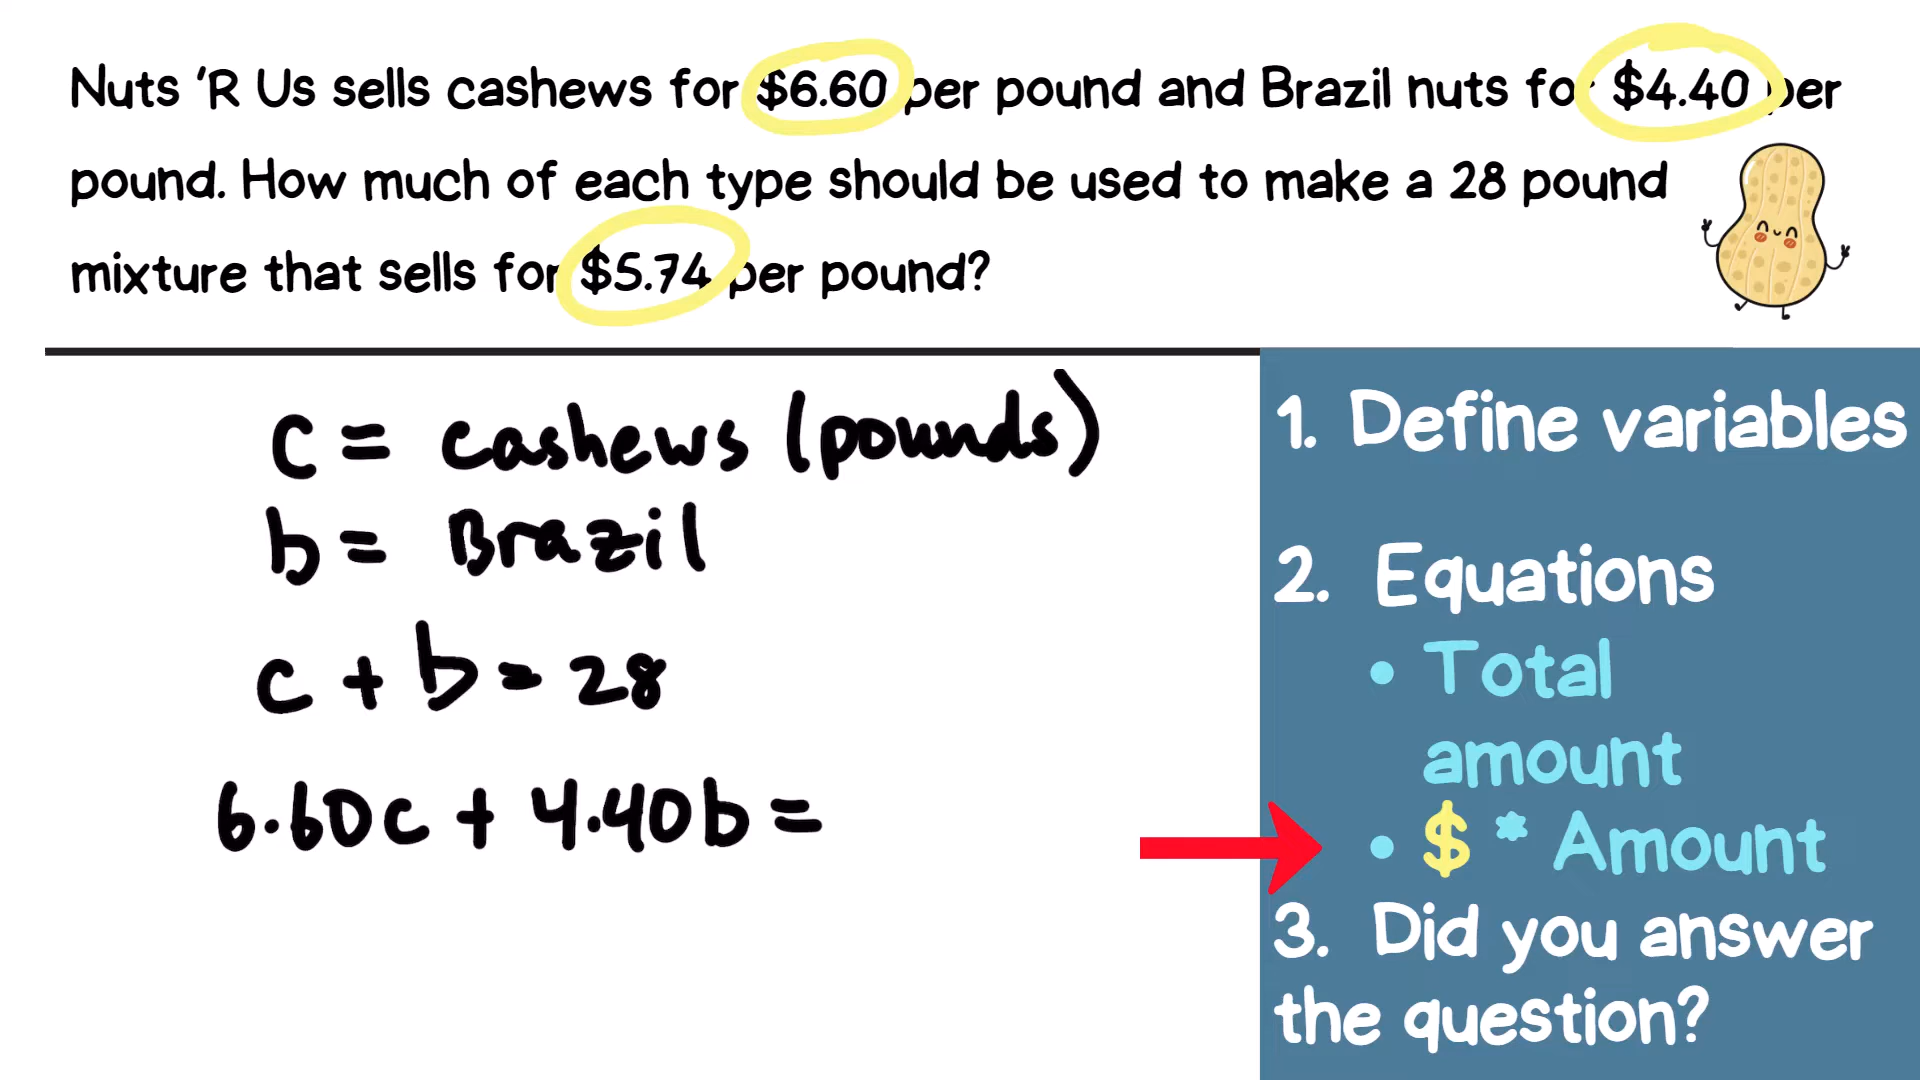 Nuts ‘R Us sells cashews for $6.60 per pound and Brazil nuts for $4.40 per
pound. How much of each type should be used to make a 28 pound
mixture that sells for $5.74 per pound?
c = cashews (pounds)
b = Brazil
c + b = 28
6.60c + 4.40b =
1. Define variables
2. Equations
• Total
amount
• $ * Amount
3. Did you answer
the question?